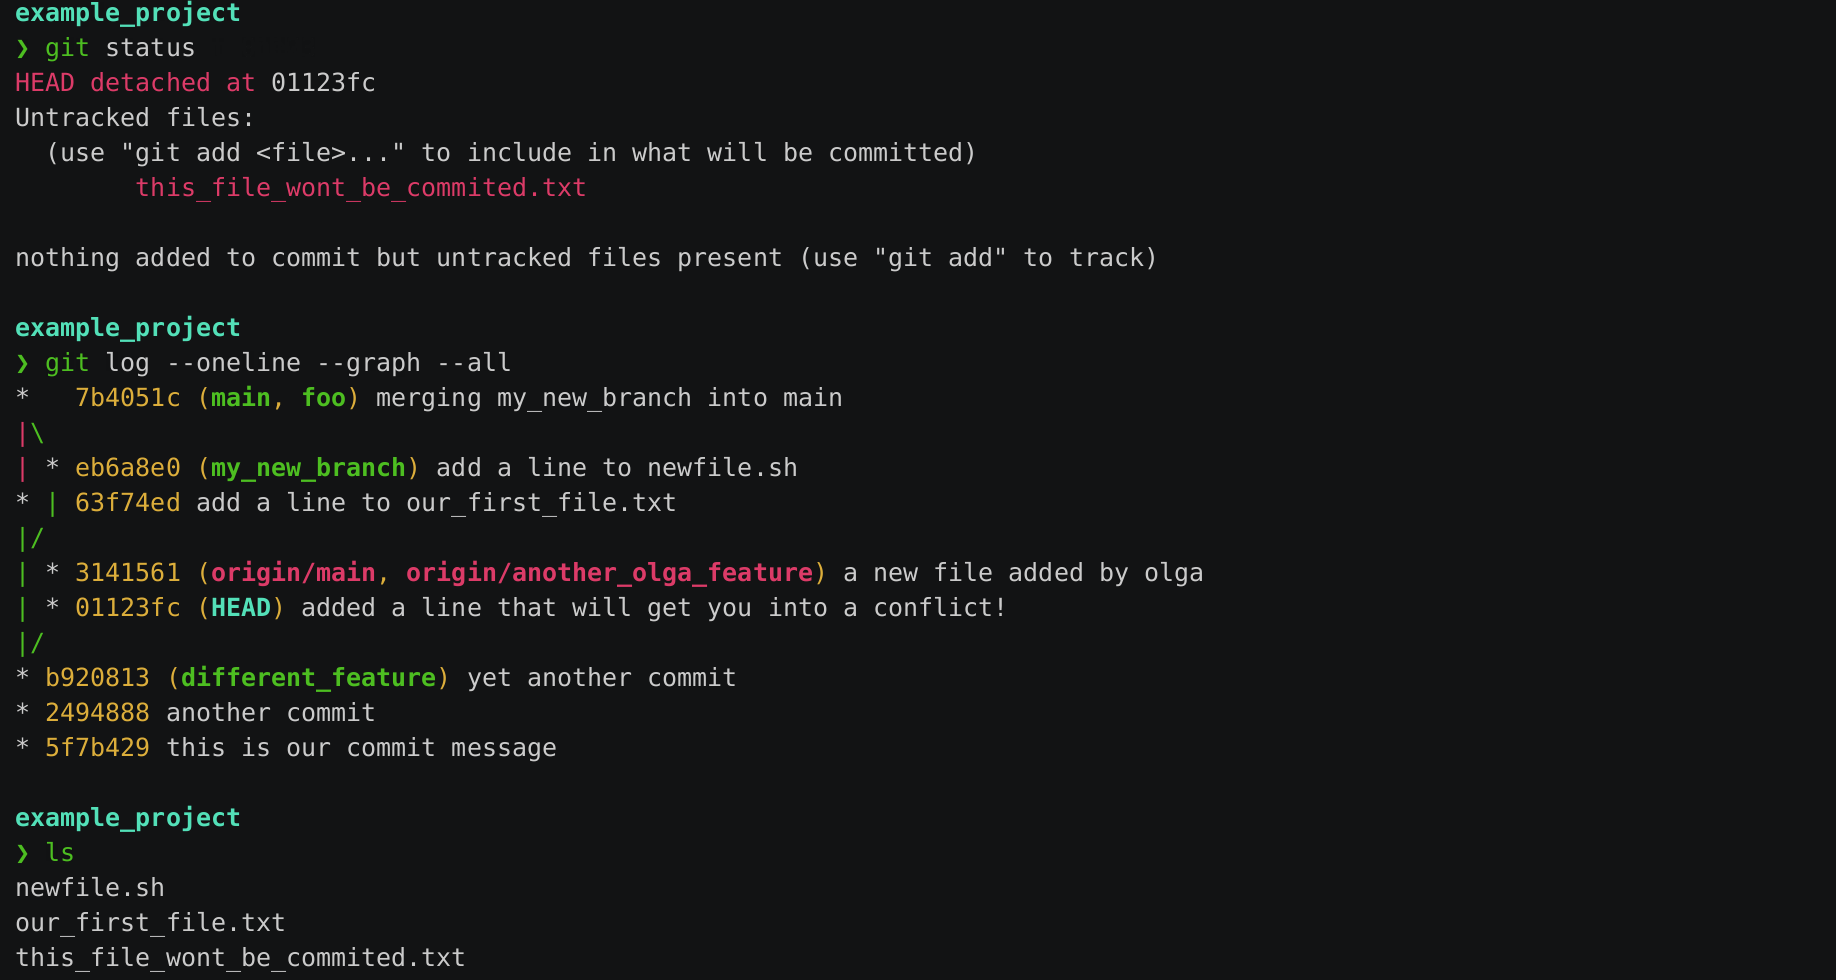 example_project
❯ git status
HEAD detached at 01123fc
Untracked files:
  (use "git add <file>..." to include in what will be committed)
        this_file_wont_be_commited.txt

nothing added to commit but untracked files present (use "git add" to track)

example_project
❯ git log --oneline --graph --all
*   7b4051c (main, foo) merging my_new_branch into main
|\
| * eb6a8e0 (my_new_branch) add a line to newfile.sh
* | 63f74ed add a line to our_first_file.txt
|/
| * 3141561 (origin/main, origin/another_olga_feature) a new file added by olga
| * 01123fc (HEAD) added a line that will get you into a conflict!
|/
* b920813 (different_feature) yet another commit
* 2494888 another commit
* 5f7b429 this is our commit message

example_project
❯ ls
newfile.sh
our_first_file.txt
this_file_wont_be_commited.txt